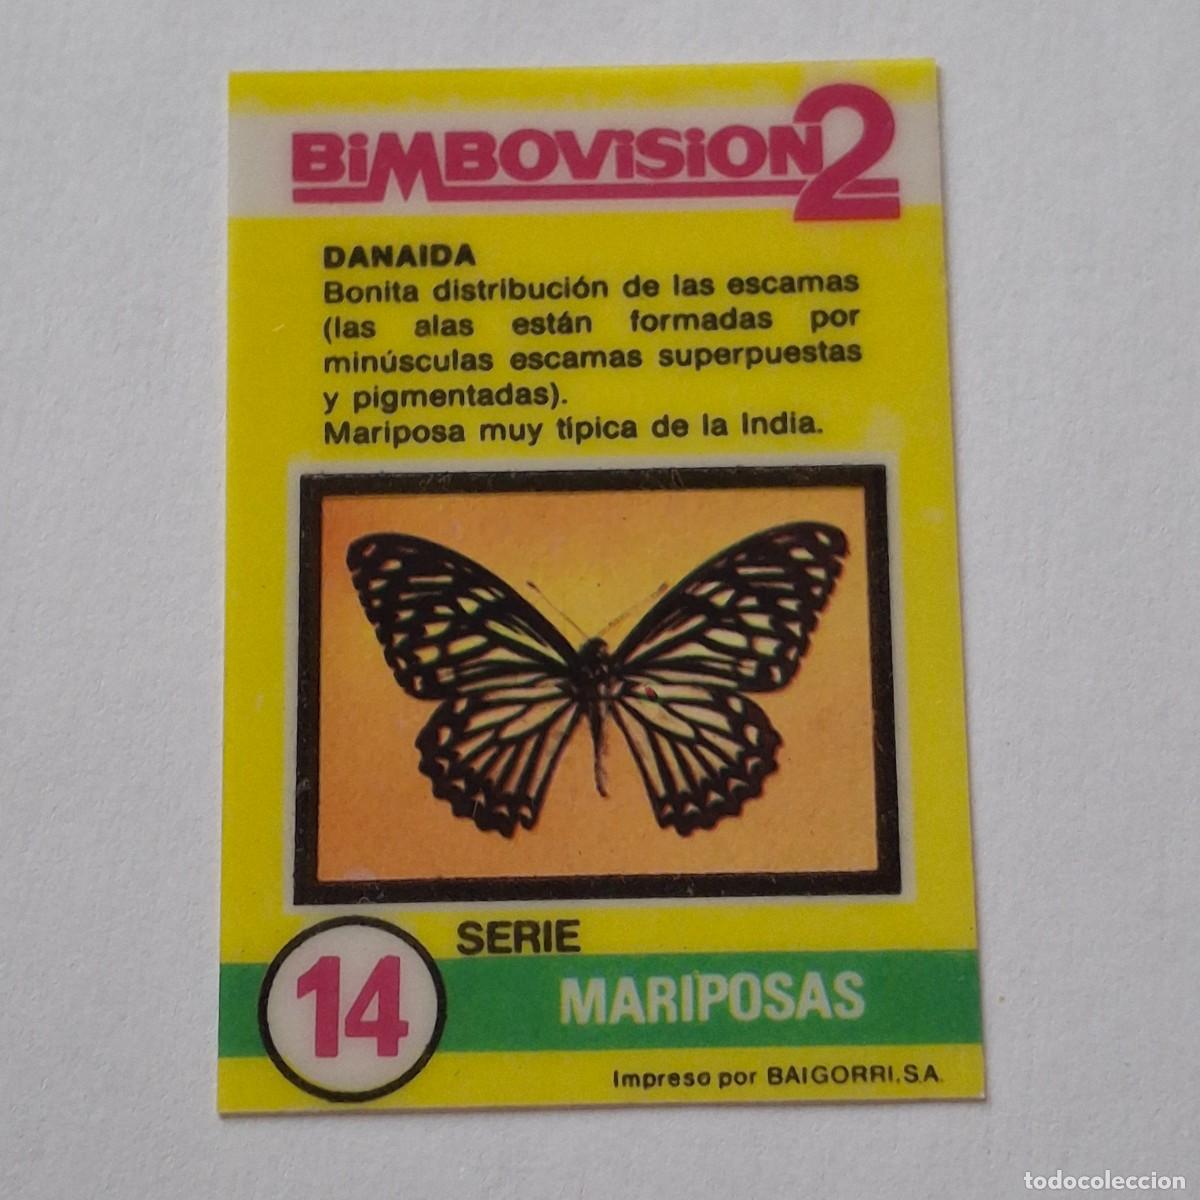 BiMBOViSiON2
DANAIDA
Bonita distribución de las escamas
(las alas están formadas por
minúsculas escamas superpuestas
y pigmentadas).
Mariposa muy típica de la India.
SERIE
14
MARIPOSAS
Impreso por BAIGORRI, S.A.
todocoleccion